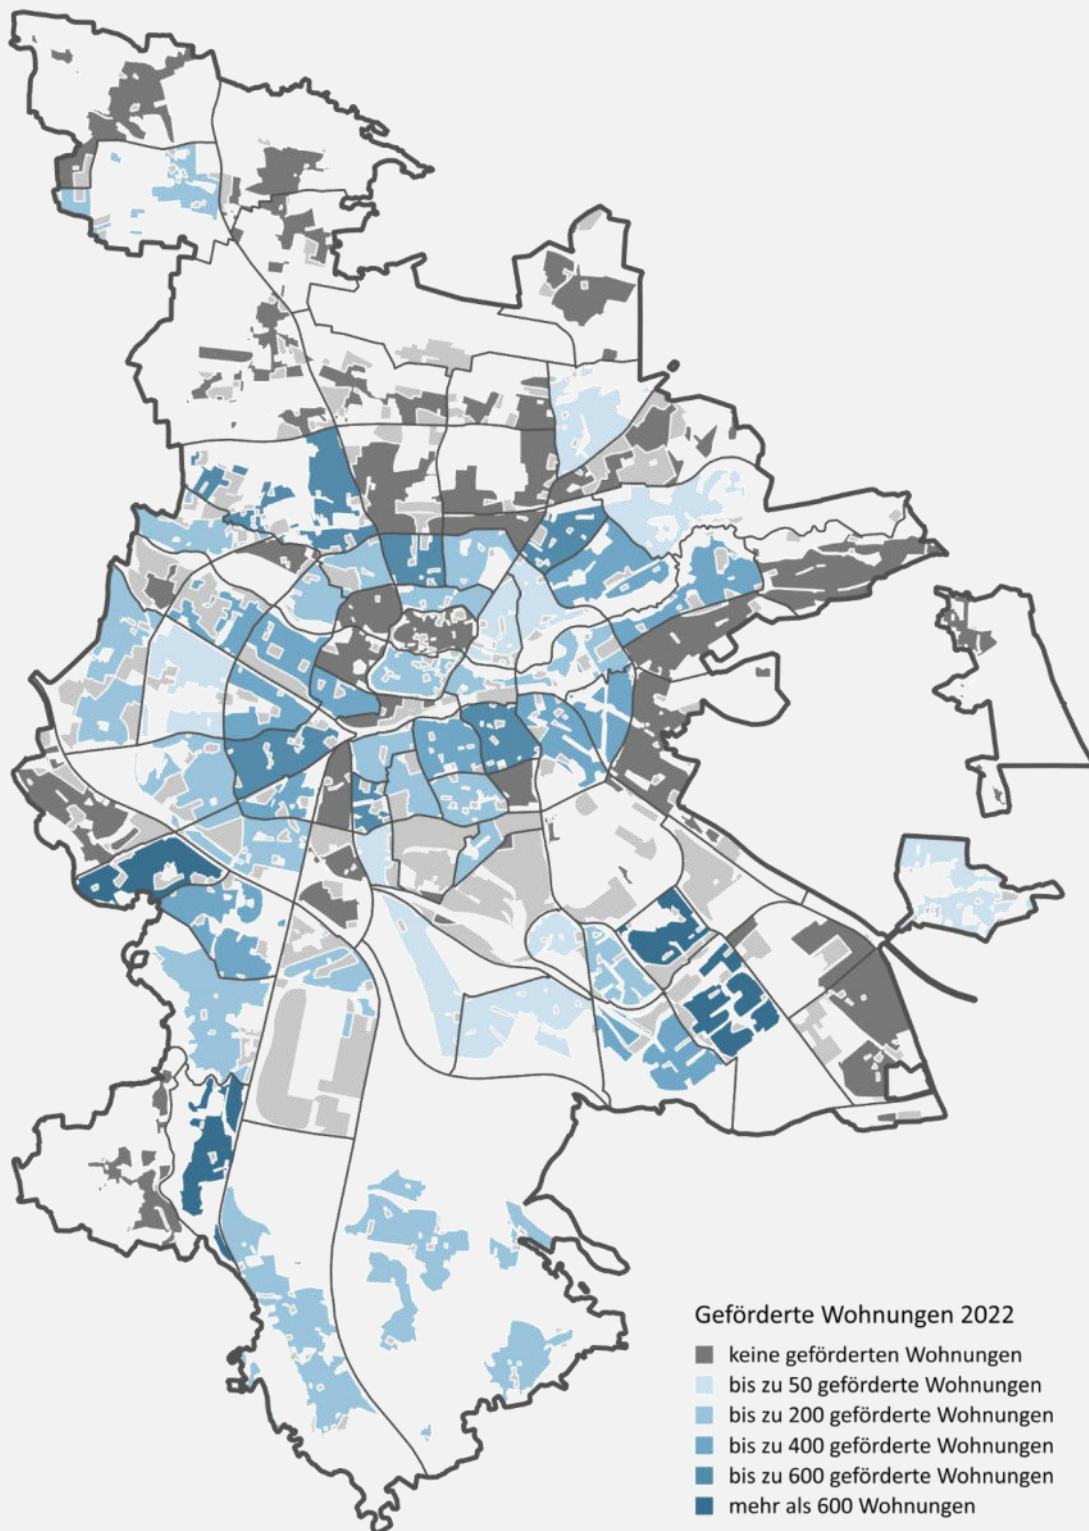 Geförderte Wohnungen 2022
keine geförderten Wohnungen
bis zu 50 geförderte Wohnungen
bis zu 200 geförderte Wohnungen
bis zu 400 geförderte Wohnungen
bis zu 600 geförderte Wohnungen
mehr als 600 Wohnungen